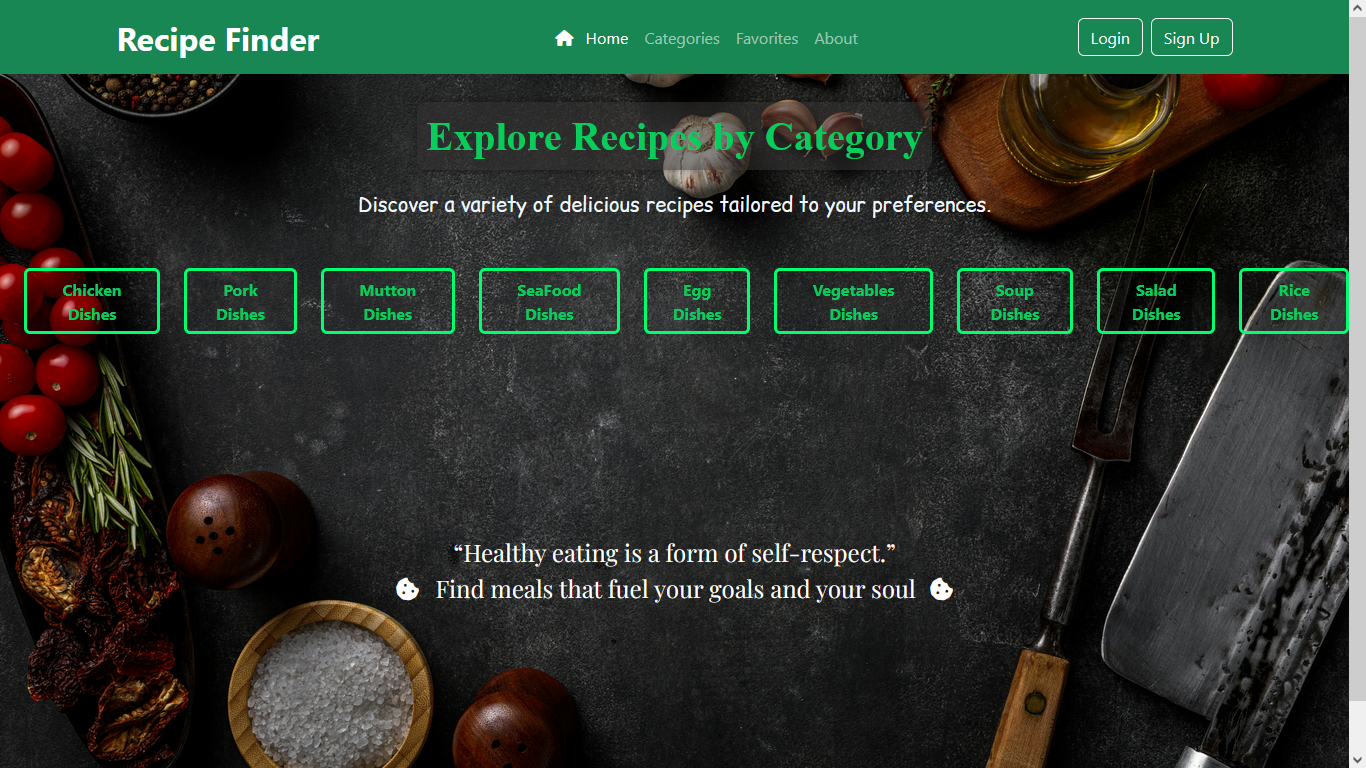 Recipe Finder
Home Categories Favorites About
Login Sign Up
Explore Recipes by Category
Discover a variety of delicious recipes tailored to your preferences.
Chicken Dishes
Pork Dishes
Mutton Dishes
SeaFood Dishes
Egg Dishes
Vegetables Dishes
Soup Dishes
Salad Dishes
Rice Dishes
“Healthy eating is a form of self-respect.”
Find meals that fuel your goals and your soul